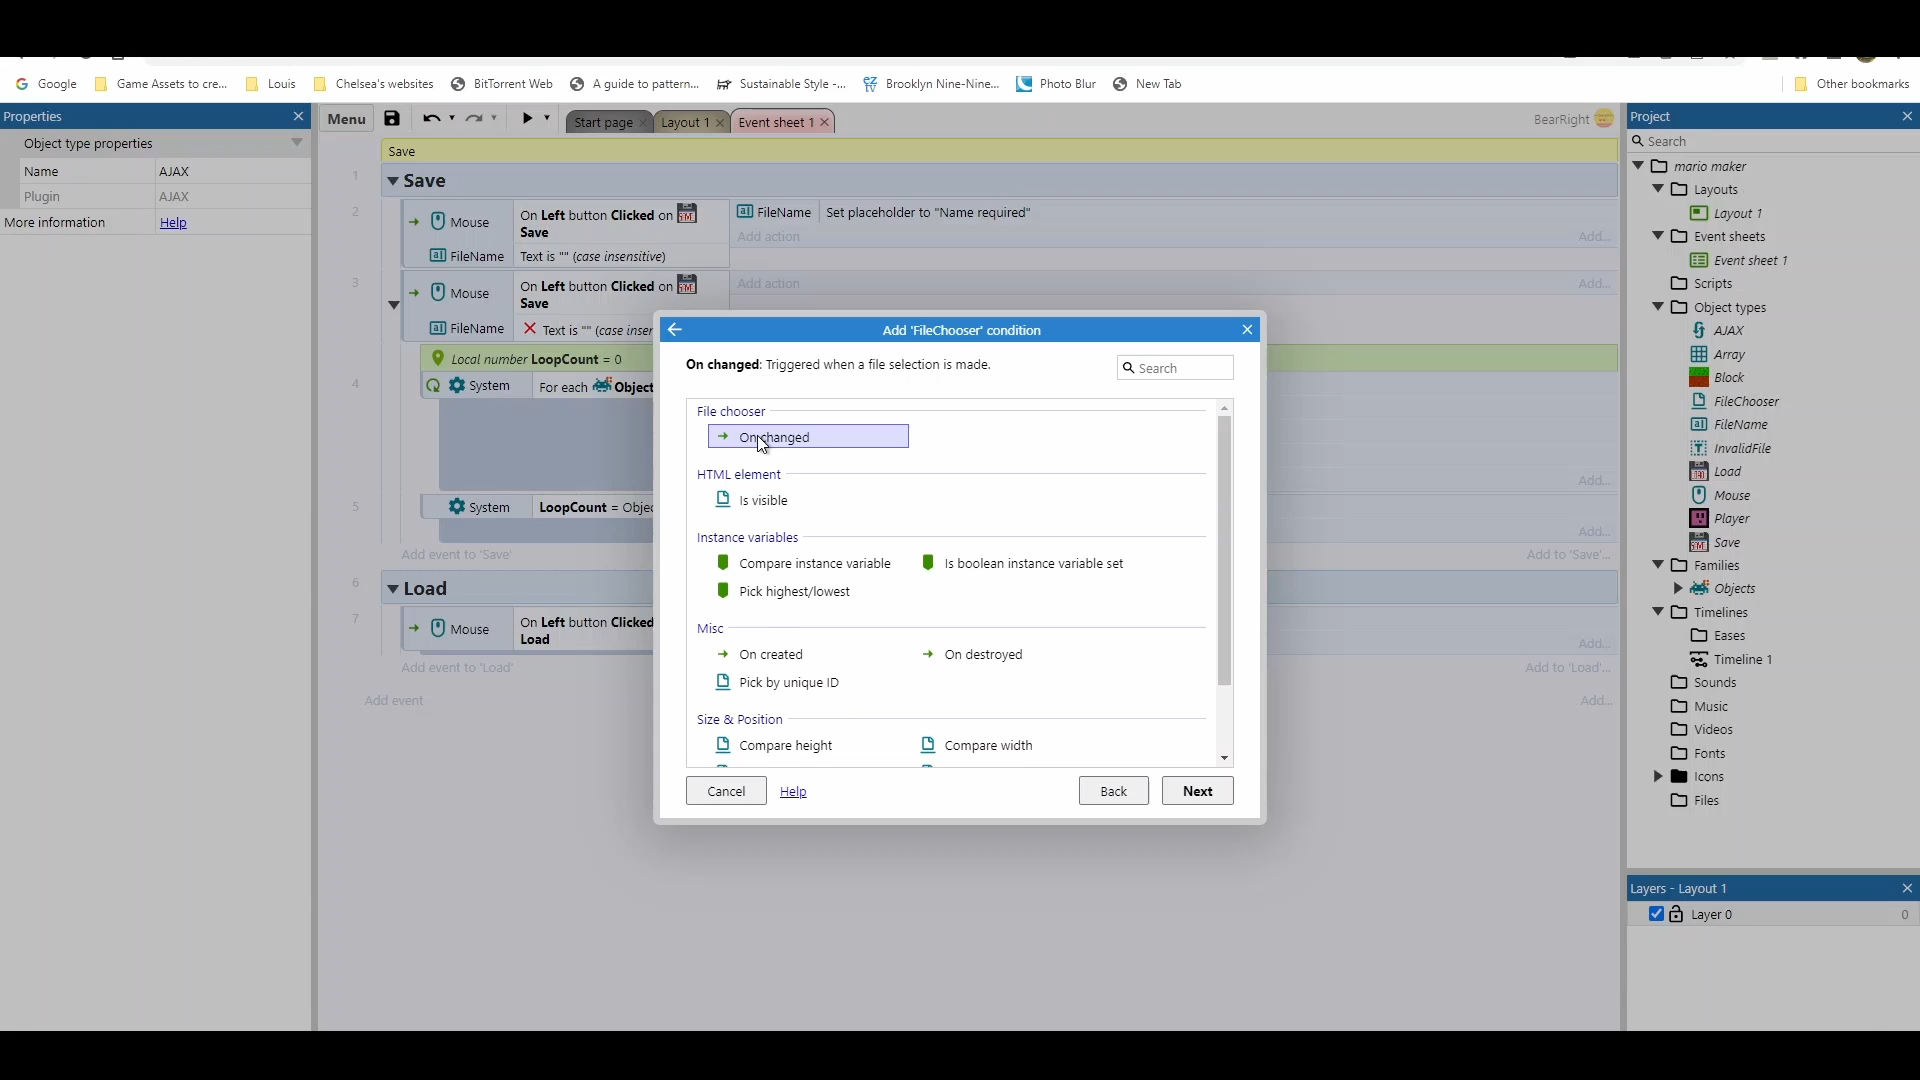 Google
Game Assets to cre...
Louis
Chelsea's websites
BitTorrent Web
A guide to pattern...
Sustainable Style -...
Brooklyn Nine-Nine...
Photo Blur
New Tab
Other bookmarks
Properties
Object type properties
Name AJAX
Plugin AJAX
More information Help
Menu
Start page
Layout 1
Event sheet 1
BearRight
Save
1 Save
2 Mouse On Left button Clicked on Save
FileName Text is "" (case insensitive)
FileName Set placeholder to "Name required"
Add action Add...
3 Mouse On Left button Clicked on Save
FileName Text is "" (case inser
Add action Add...
Local number LoopCount = 0
4 System For each Object
Add...
5 System LoopCount = Objec
Add...
Add event to 'Save' Add to 'Save'...
6 Load
7 Mouse On Left button Clicked Load
Add...
Add event to 'Load' Add to 'Load'...
Add event Add...
Add 'FileChooser' condition
On changed: Triggered when a file selection is made.
Search
File chooser
On changed
HTML element
Is visible
Instance variables
Compare instance variable Is boolean instance variable set
Pick highest/lowest
Misc
On created On destroyed
Pick by unique ID
Size & Position
Compare height Compare width
Cancel Help Back Next
Project
Search
mario maker
Layouts
Layout 1
Event sheets
Event sheet 1
Scripts
Object types
AJAX
Array
Block
FileChooser
FileName
InvalidFile
Load
Mouse
Player
Save
Families
Objects
Timelines
Eases
Timeline 1
Sounds
Music
Videos
Fonts
Icons
Files
Layers - Layout 1
Layer 0 0